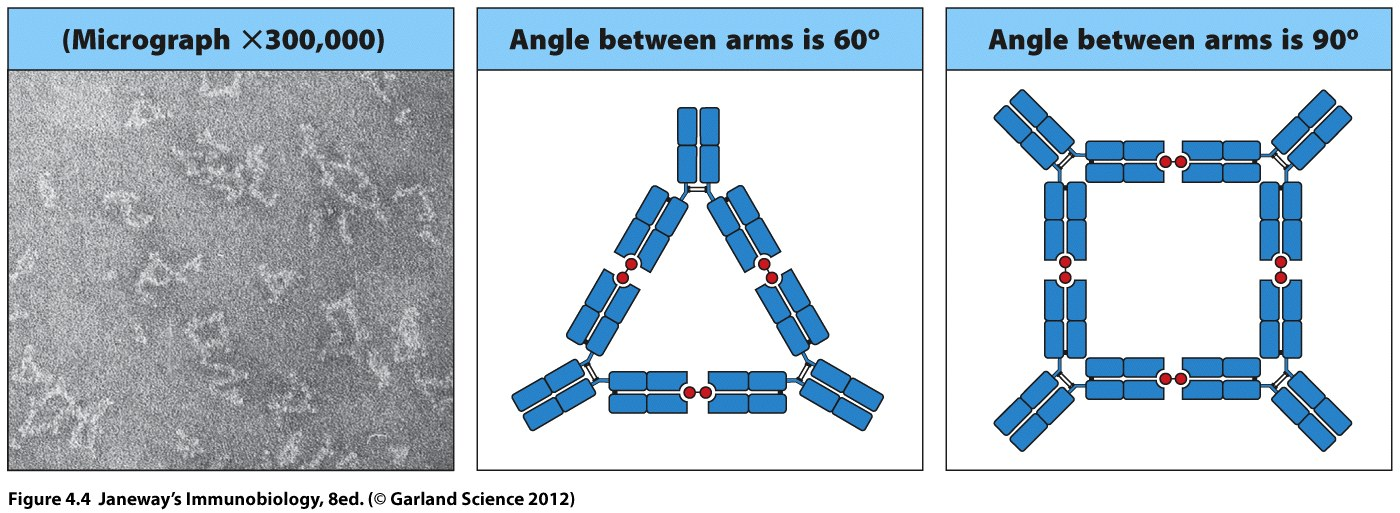 (Micrograph ×300,000)
Angle between arms is 60º
Angle between arms is 90º
Figure 4.4 Janeway’s Immunobiology, 8ed. (© Garland Science 2012)